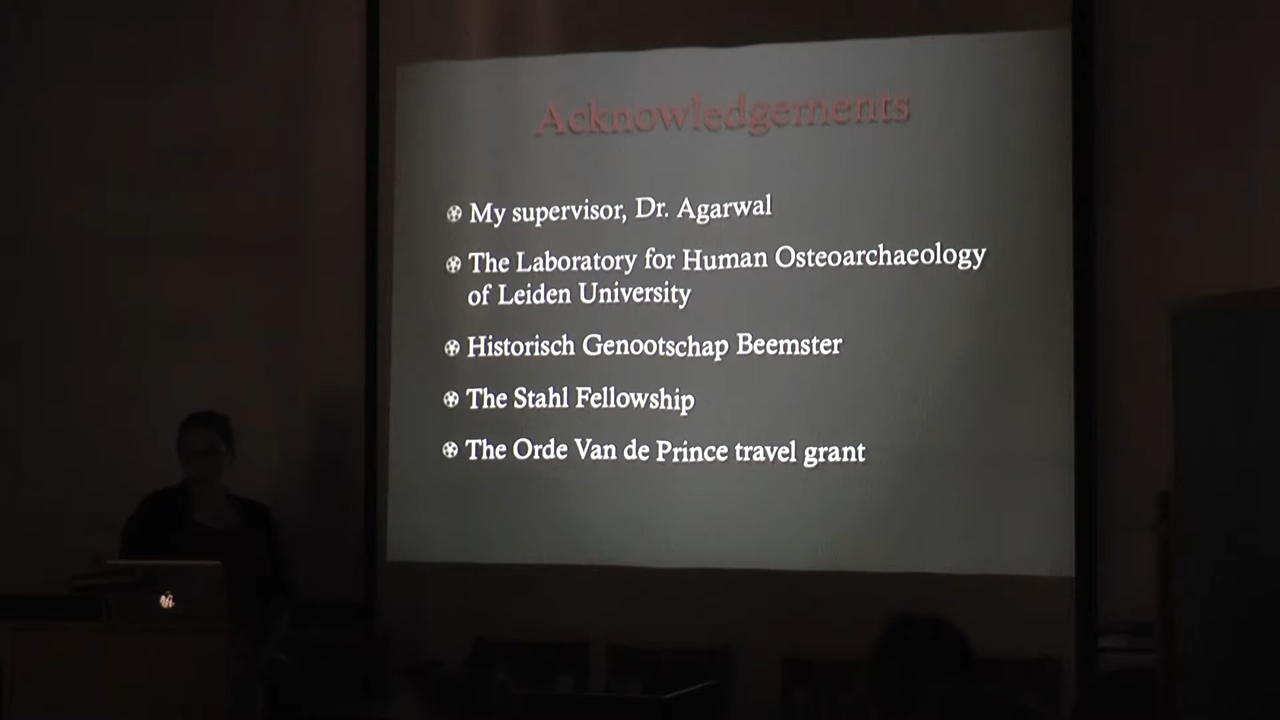 Acknowledgements
My supervisor, Dr. Agarwal
The Laboratory for Human Osteoarchaeology
of Leiden University
Historisch Genootschap Beemster
The Stahl Fellowship
The Orde Van de Prince travel grant